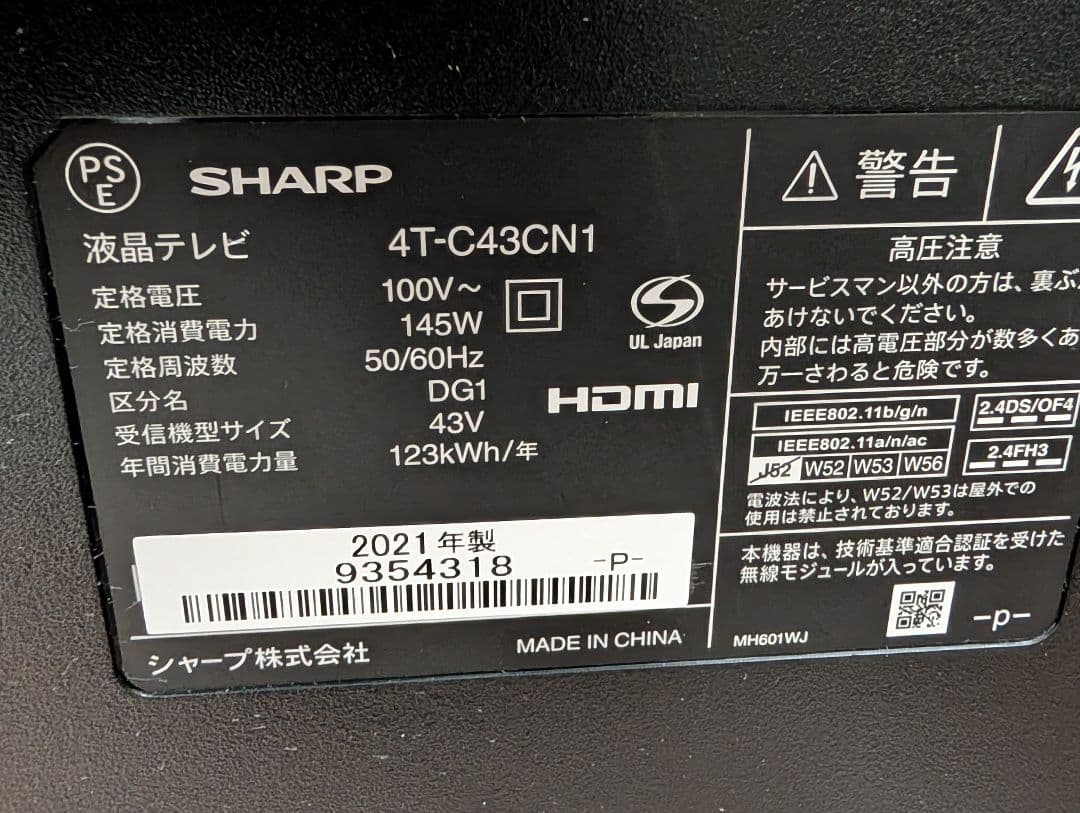 PS
E
SHARP
液晶テレビ 4T-C43CN1
定格電圧 100V～
定格消費電力 145W
定格周波数 50/60Hz
区分名 DG1
受信機型サイズ 43V
年間消費電力量 123kWh/年
UL Japan
HDMI
2021年製
9354318 -P-
シャープ株式会社 MADE IN CHINA
警告
高圧注意
サービスマン以外の方は、裏ぶ
あけないでください。
内部には高電圧部分が数多くあ
万一さわると危険です。
IEEE802.11b/g/n
2.4DS/OF4
IEEE802.11a/n/ac
J52 W52 W53 W56
2.4FH3
電波法により、W52/W53は屋外での
使用は禁止されております。
本機器は、技術基準適合認証を受けた
無線モジュールが入っています。
MH601WJ -P-